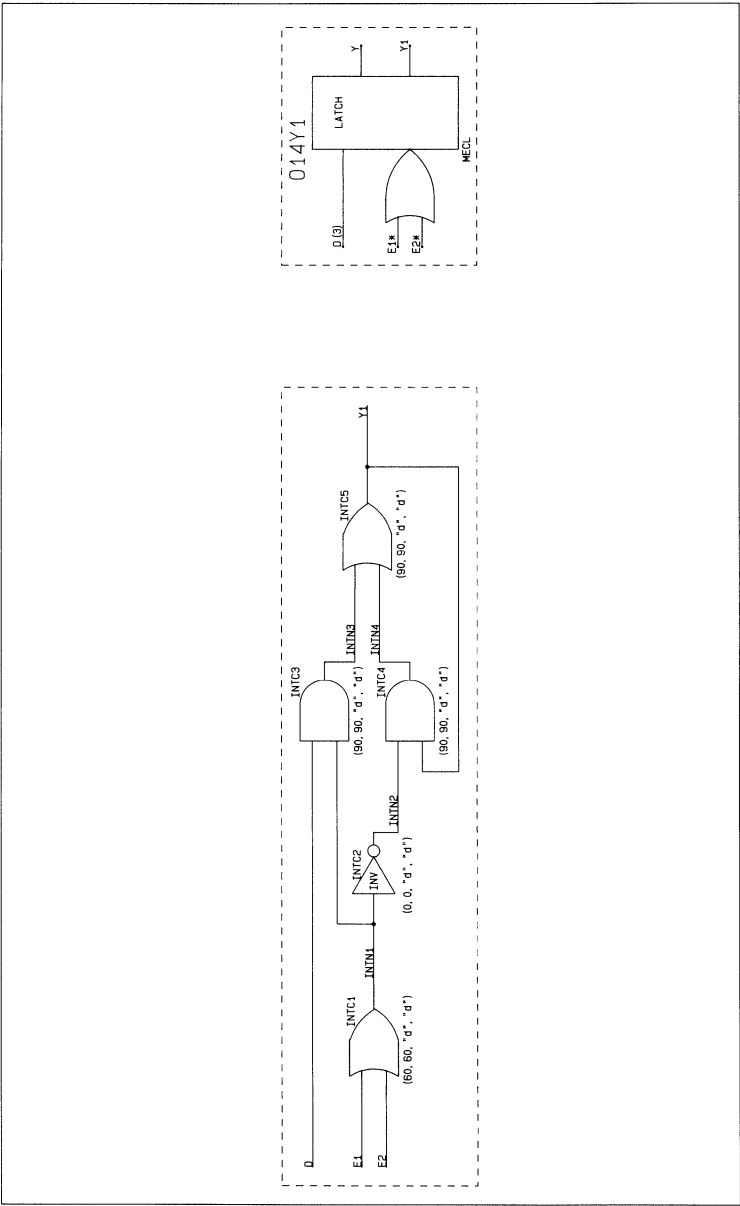 014Y1
D (3)
LATCH
Y
E1*
E2*
Y1
MECL
D
E1
E2
INTC1
(60, 60, "d", "d")
INTN1
INTC2
INV
(0, 0, "d", "d")
INTN2
INTC3
(90, 90, "d", "d")
INTN3
INTC4
(90, 90, "d", "d")
INTN4
INTC5
(90, 90, "d", "d")
Y1